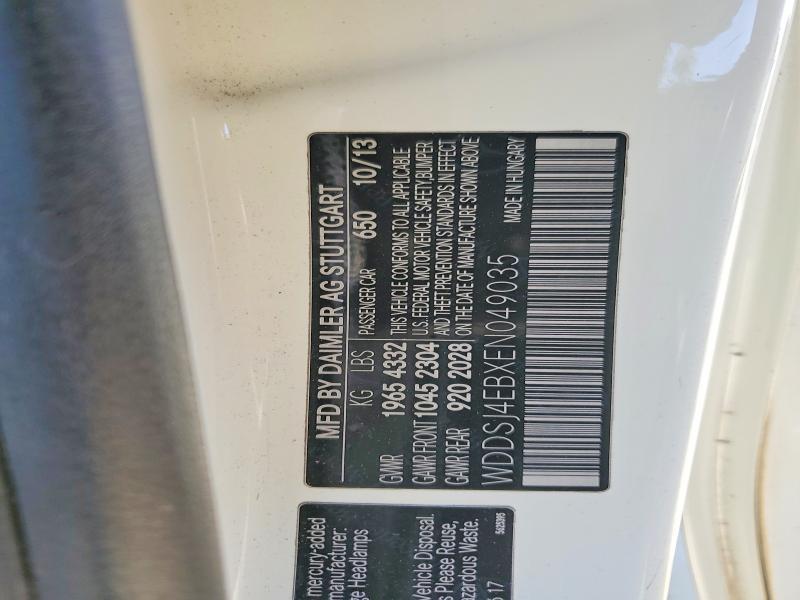 MFD BY DAIMLER AG STUTTGART
KG LBS PASSENGER CAR 650 10/13
GVWR 1965 4332
GAWR FRONT 1045 2304
GAWR REAR 920 2028
THIS VEHICLE CONFORMS TO ALL APPLICABLE
U.S. FEDERAL MOTOR VEHICLE SAFETY, BUMPER
AND THEFT PREVENTION STANDARDS IN EFFECT
ON THE DATE OF MANUFACTURE SHOWN ABOVE
WDDSJ4EBXEN049035 MADE IN HUNGARY
mercury-added
manufacturer:
ge Headlamps
Vehicle Disposal.
s Please Reuse,
azardous Waste.
17